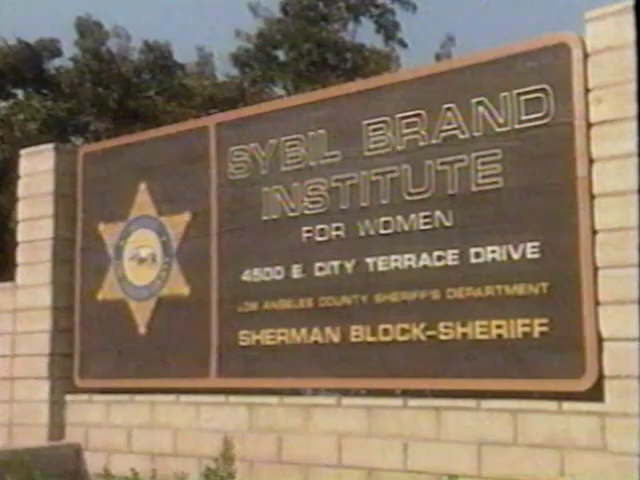 SYBIL BRAND
INSTITUTE
FOR WOMEN
4500 E. CITY TERRACE DRIVE
LOS ANGELES COUNTY SHERIFF'S DEPARTMENT
SHERMAN BLOCK-SHERIFF